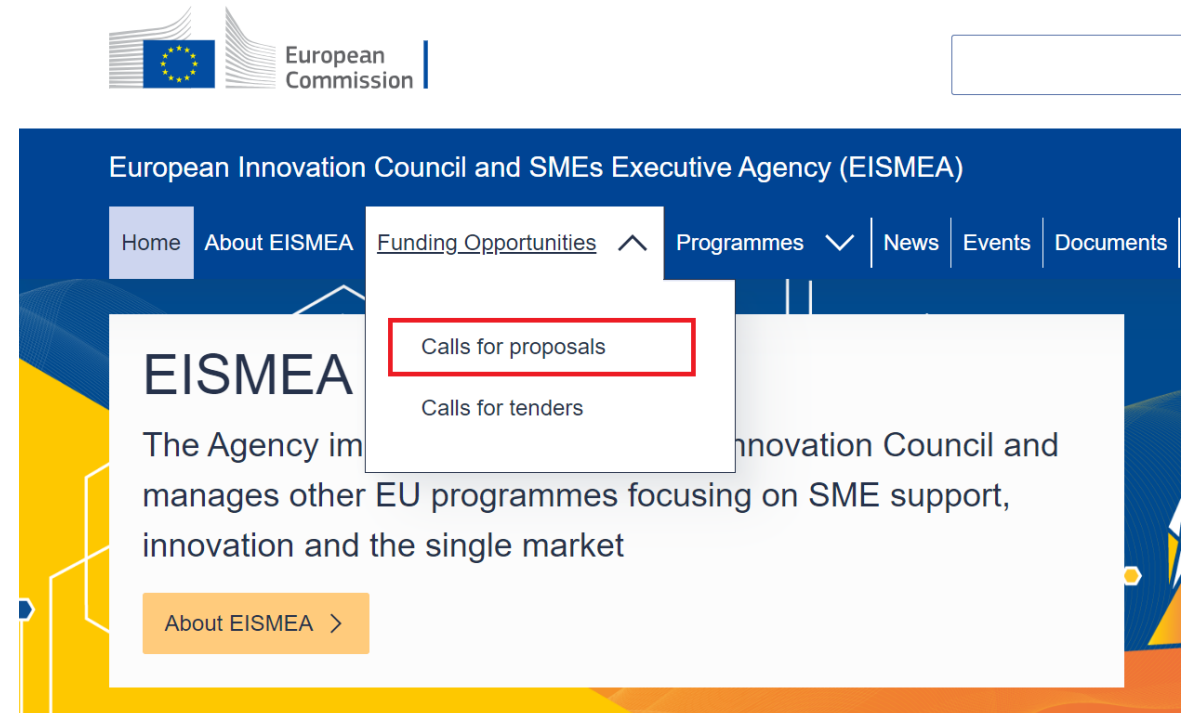 European
Commission
European Innovation Council and SMEs Executive Agency (EISMEA)
Home About EISMEA Funding Opportunities Programmes News Events Documents
Calls for proposals
Calls for tenders
EISMEA
The Agency im nnovation Council and
manages other EU programmes focusing on SME support,
innovation and the single market
About EISMEA